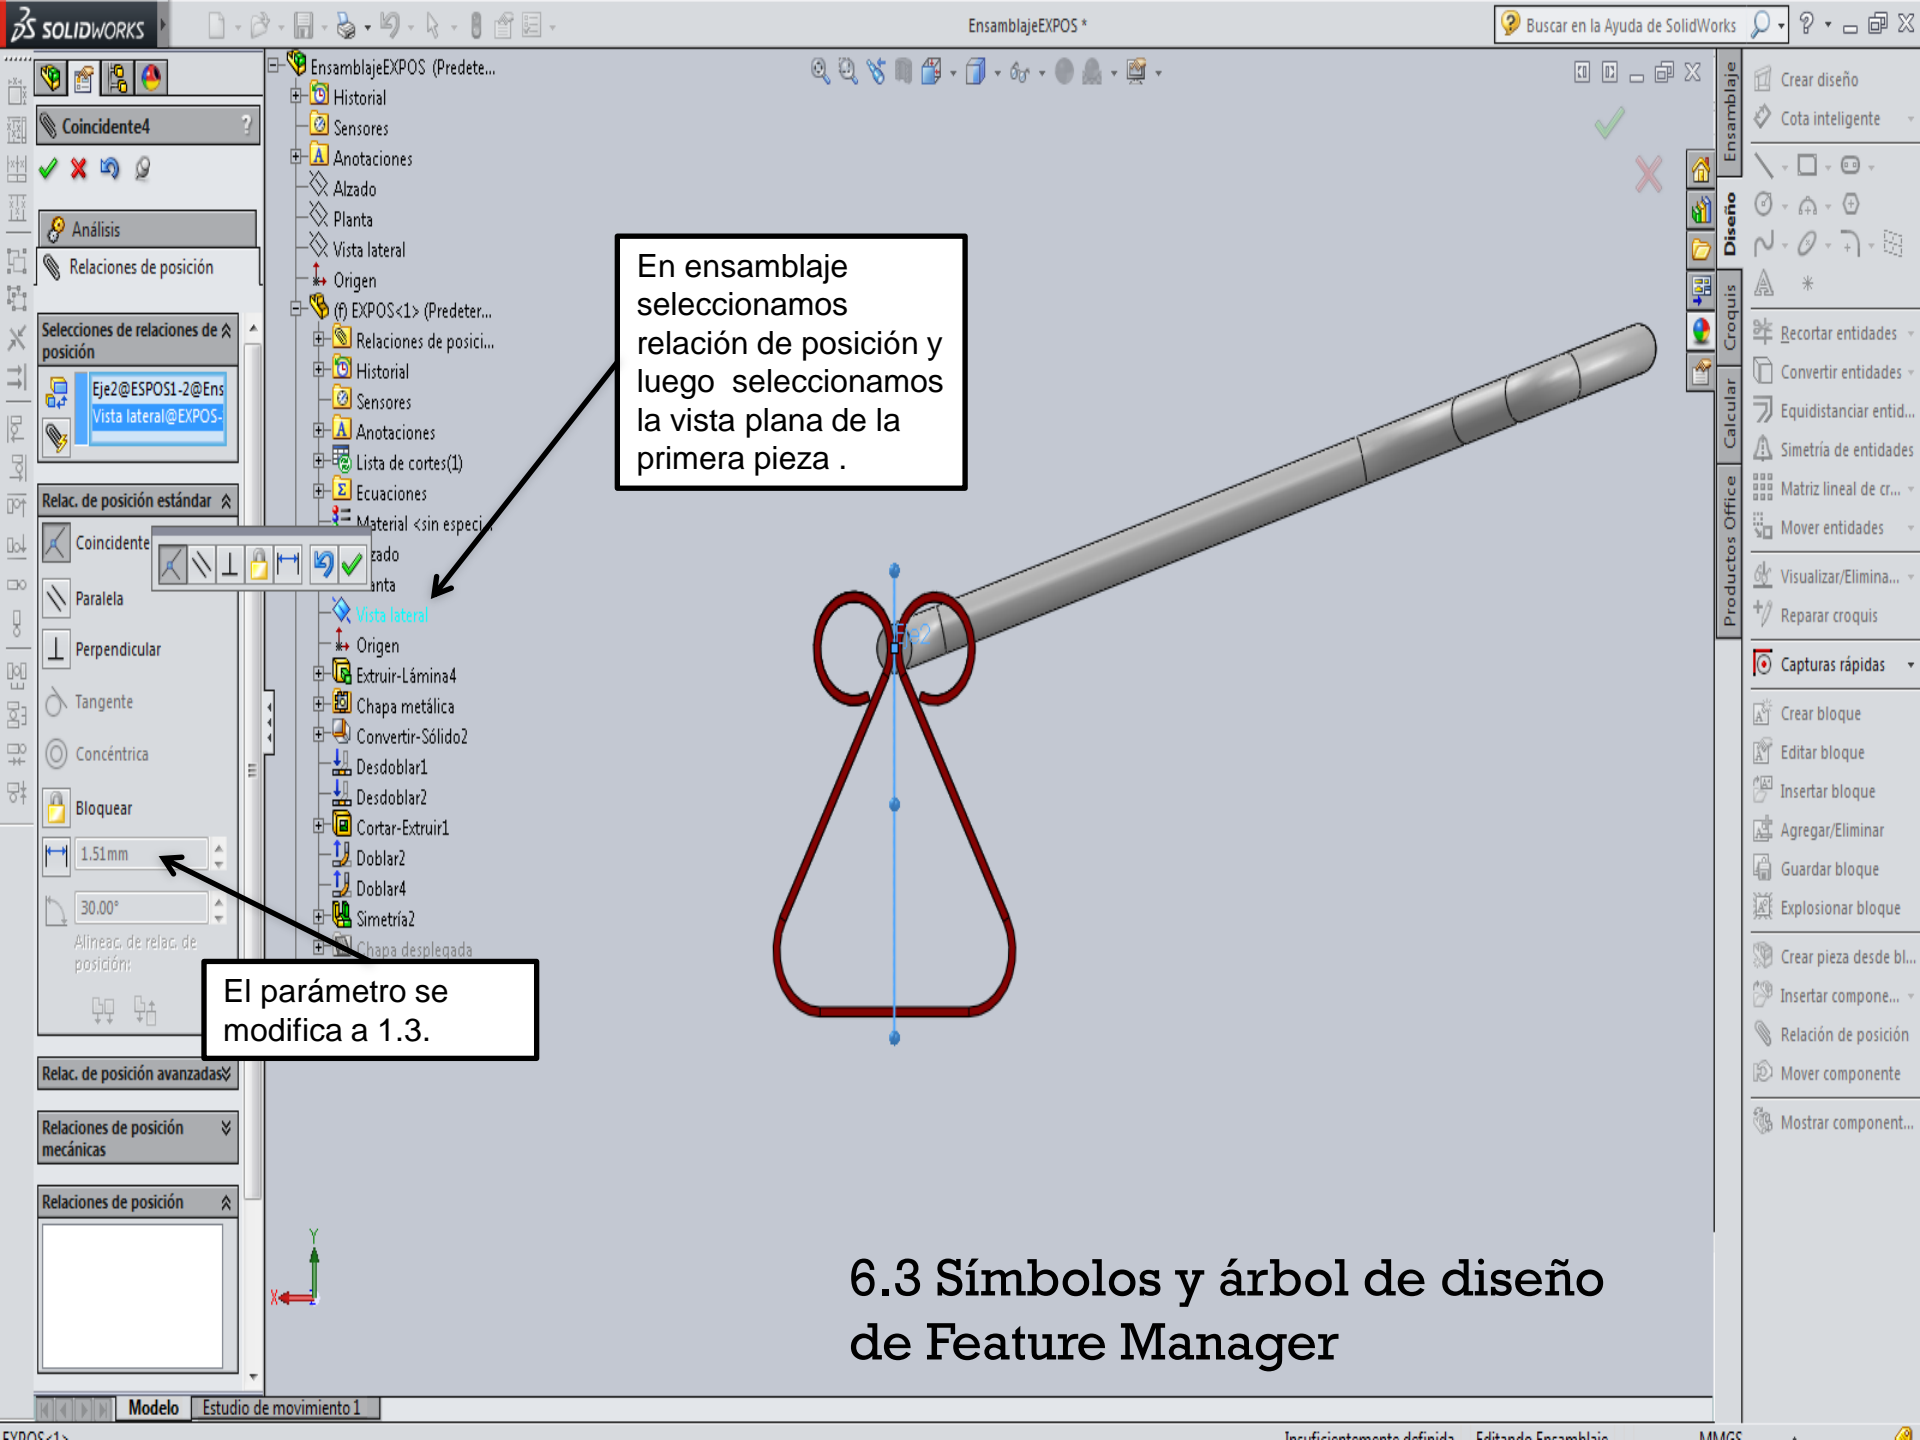 SOLIDWORKS
EnsamblajeEXPOS *
Buscar en la Ayuda de SolidWorks
Coincidente4
?
Análisis
Relaciones de posición
Selecciones de relaciones de
posición
Eje2@ESPOS1-2@Ens
Vista lateral@EXPOS-
Relac. de posición estándar
Coincidente
Paralela
Perpendicular
Tangente
Concéntrica
Bloquear
1.51mm
30.00°
Alineac. de relac. de
posición:
Relac. de posición avanzadas
Relaciones de posición
mecánicas
Relaciones de posición
EnsamblajeEXPOS (Predete...
Historial
Sensores
Anotaciones
Alzado
Planta
Vista lateral
Origen
(f) EXPOS<1> (Predeter...
Relaciones de posici...
Historial
Sensores
Anotaciones
Lista de cortes(1)
Ecuaciones
Material <sin especi...
zado
anta
Vista lateral
Origen
Extruir-Lámina4
Chapa metálica
Convertir-Sólido2
Desdoblar1
Desdoblar2
Cortar-Extruir1
Doblar2
Doblar4
Simetría2
Chapa desplegada
En ensamblaje
seleccionamos
relación de posición y
luego seleccionamos
la vista plana de la
primera pieza .
El parámetro se
modifica a 1.3.
Eje2
Y
X
6.3 Símbolos y árbol de diseño
de Feature Manager
Ensamblaje
Diseño
Croquis
Calcular
Productos Office
Crear diseño
Cota inteligente
Recortar entidades
Convertir entidades
Equidistanciar entid...
Simetría de entidades
Matriz lineal de cr...
Mover entidades
Visualizar/Elimina...
Reparar croquis
Capturas rápidas
Crear bloque
Editar bloque
Insertar bloque
Agregar/Eliminar
Guardar bloque
Explosionar bloque
Crear pieza desde bl...
Insertar compone...
Relación de posición
Mover componente
Mostrar component...
Modelo
Estudio de movimiento 1
EXPOS<1>
Insuficientemente definida
Editando Ensamblaje
MMGS